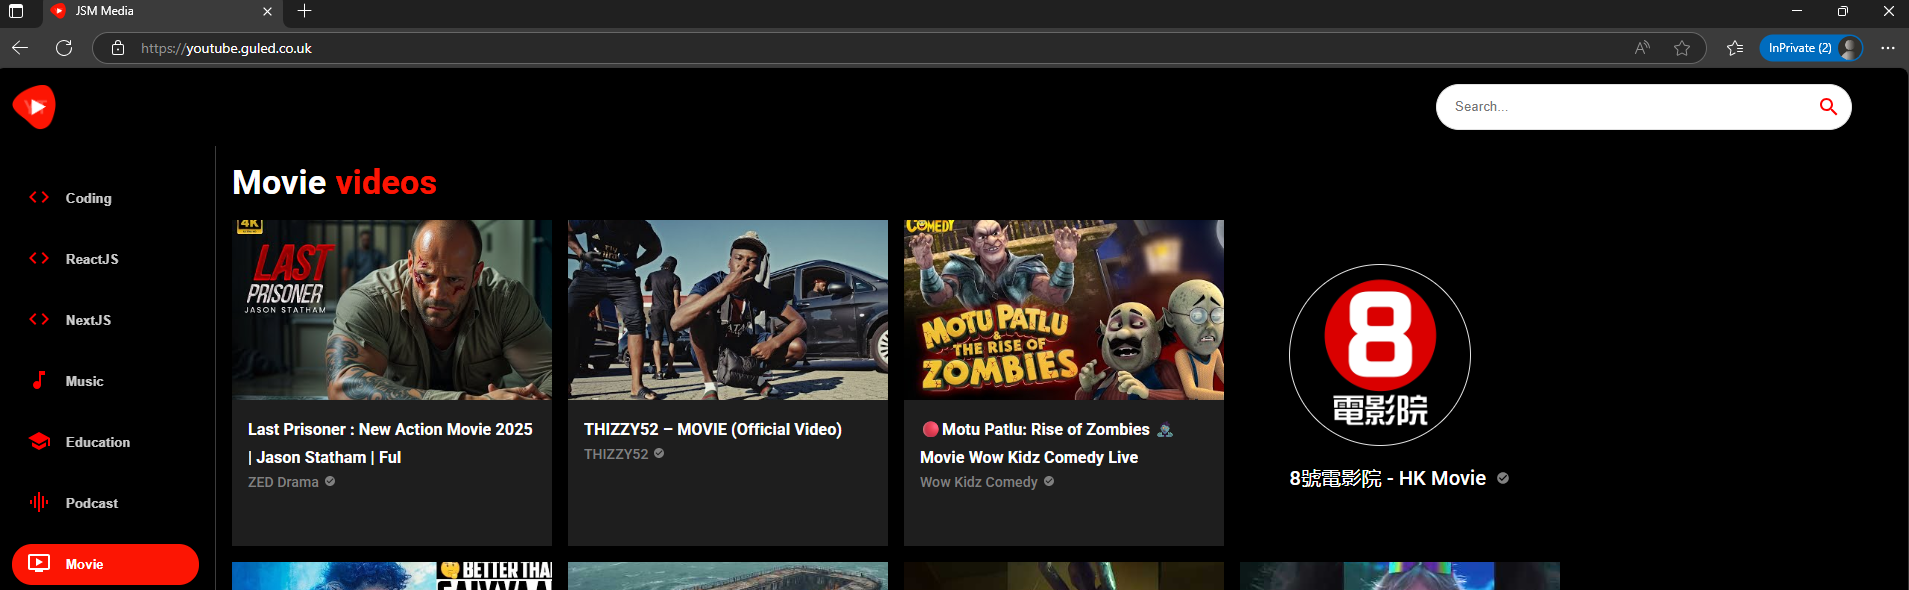 JSM Media
https://youtube.guled.co.uk
InPrivate (2)
Search...
Coding
ReactJS
NextJS
Music
Education
Podcast
Movie
Movie videos
4K
LAST
PRISONER
JASON STATHAM
Last Prisoner : New Action Movie 2025
| Jason Statham | Ful
ZED Drama
THIZZY52 – MOVIE (Official Video)
THIZZY52
COMEDY
MOTU PATLU
& THE RISE OF
ZOMBIES
🔴Motu Patlu: Rise of Zombies 🧟
Movie Wow Kidz Comedy Live
Wow Kidz Comedy
8
電影院
8號電影院 - HK Movie
BETTER THAN